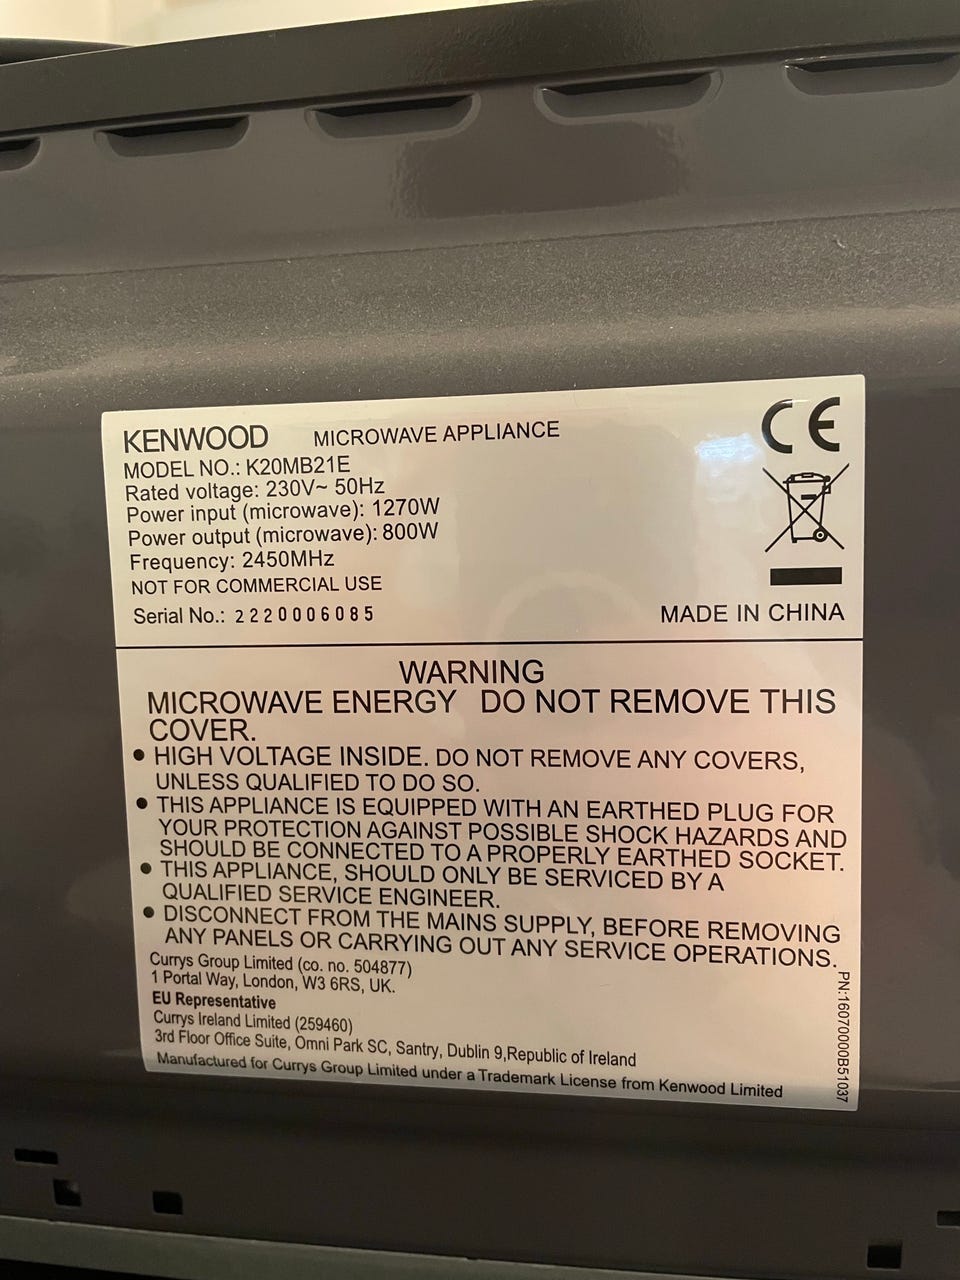 KENWOOD MICROWAVE APPLIANCE
CE
MODEL NO.: K20MB21E
Rated voltage: 230V~ 50Hz
Power input (microwave): 1270W
Power output (microwave): 800W
Frequency: 2450MHz
NOT FOR COMMERCIAL USE
Serial No.: 2220006085
MADE IN CHINA
WARNING
MICROWAVE ENERGY DO NOT REMOVE THIS
COVER.
● HIGH VOLTAGE INSIDE. DO NOT REMOVE ANY COVERS,
UNLESS QUALIFIED TO DO SO.
● THIS APPLIANCE IS EQUIPPED WITH AN EARTHED PLUG FOR
YOUR PROTECTION AGAINST POSSIBLE SHOCK HAZARDS AND
SHOULD BE CONNECTED TO A PROPERLY EARTHED SOCKET.
● THIS APPLIANCE, SHOULD ONLY BE SERVICED BY A
QUALIFIED SERVICE ENGINEER.
● DISCONNECT FROM THE MAINS SUPPLY, BEFORE REMOVING
ANY PANELS OR CARRYING OUT ANY SERVICE OPERATIONS.
Currys Group Limited (co. no. 504877)
1 Portal Way, London, W3 6RS, UK.
EU Representative
Currys Ireland Limited (259460)
3rd Floor Office Suite, Omni Park SC, Santry, Dublin 9,Republic of Ireland
Manufactured for Currys Group Limited under a Trademark License from Kenwood Limited
PN:16070000B51037